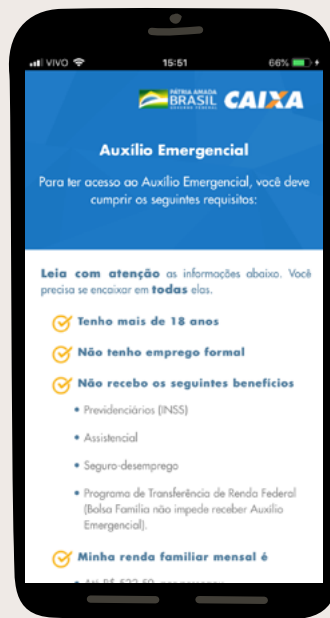 VIVO 15:51 66%
PÁTRIA AMADA
BRASIL CAIXA
GOVERNO FEDERAL
Auxílio Emergencial
Para ter acesso ao Auxílio Emergencial, você deve
cumprir os seguintes requisitos:
Leia com atenção as informações abaixo. Você
precisa se encaixar em todas elas.
Tenho mais de 18 anos
Não tenho emprego formal
Não recebo os seguintes benefícios
• Previdenciários (INSS)
• Assistencial
• Seguro-desemprego
• Programa de Transferência de Renda Federal
(Bolsa Família não impede receber Auxílio
Emergencial).
Minha renda familiar mensal é
• Até R$ 522,50